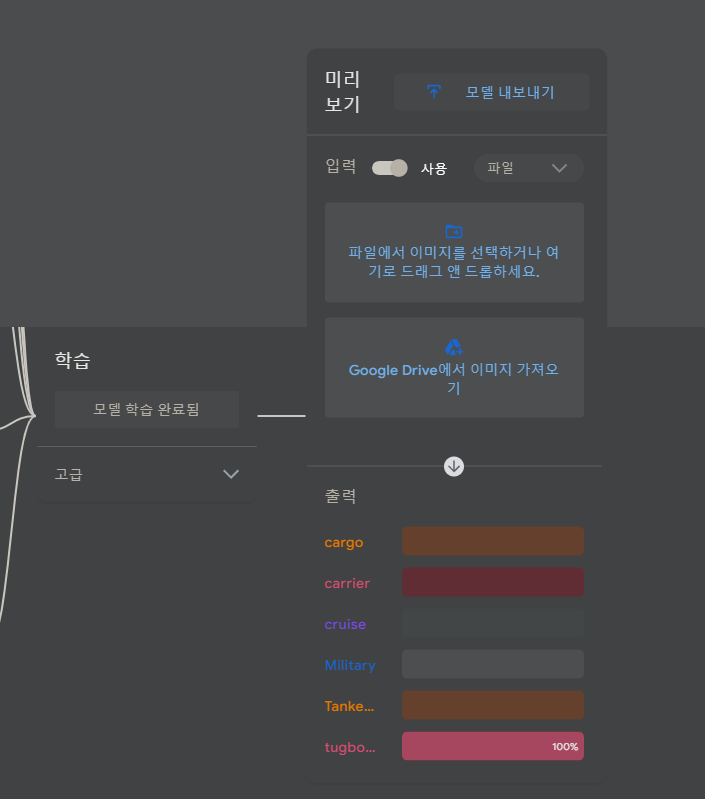 미리
보기
모델 내보내기
입력
사용
파일
파일에서 이미지를 선택하거나 여
기로 드래그 앤 드롭하세요.
Google Drive에서 이미지 가져오
기
학습
모델 학습 완료됨
고급
출력
cargo
carrier
cruise
Military
Tanke...
tugbo...
100%